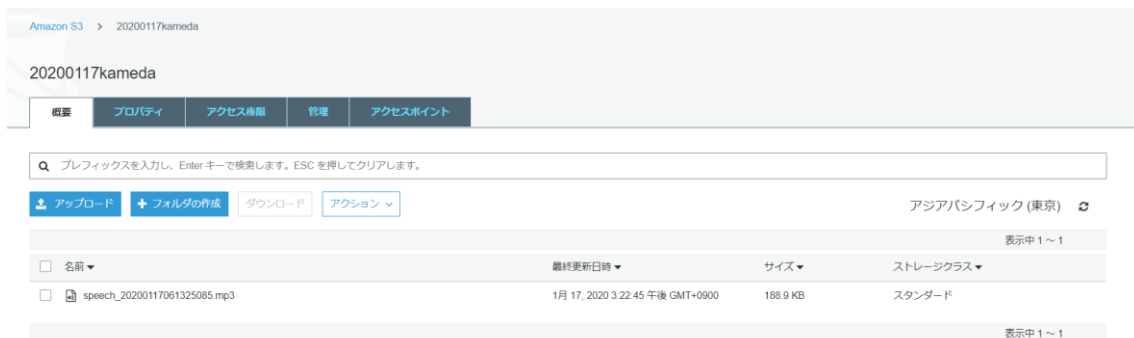 Amazon S3 > 20200117kameda
20200117kameda
概要 プロパティ アクセス権限 管理 アクセスポイント
プレフィックスを入力し、Enter キーで検索します。ESC を押してクリアします。
アップロード + フォルダの作成 ダウンロード アクション アジアパシフィック (東京)
表示中 1 ～ 1
名前 最終更新日時 サイズ ストレージクラス
speech_20200117061325085.mp3 1月 17, 2020 3:22:45 午後 GMT+0900 188.9 KB スタンダード
表示中 1 ～ 1